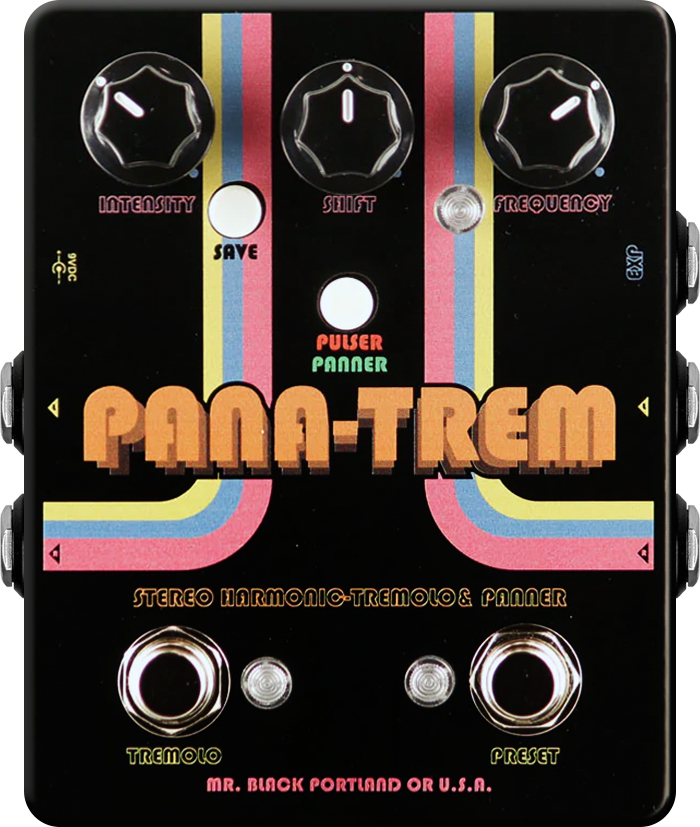 INTENSITY SHIFT FREQUENCY
SAVE
9VDC
EXP
PULSER
PANNER
PANA-TREM
STEREO HARMONIC-TREMOLO & PANNER
TREMOLO PRESET
MR. BLACK PORTLAND OR U.S.A.